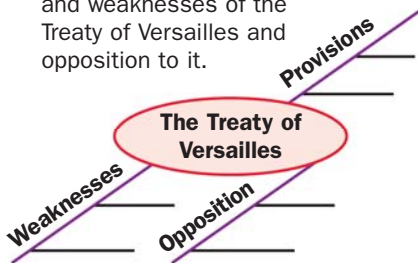 and weaknesses of the
Treaty of Versailles and
opposition to it.
Provisions
The Treaty of
Versailles
Weaknesses
Opposition